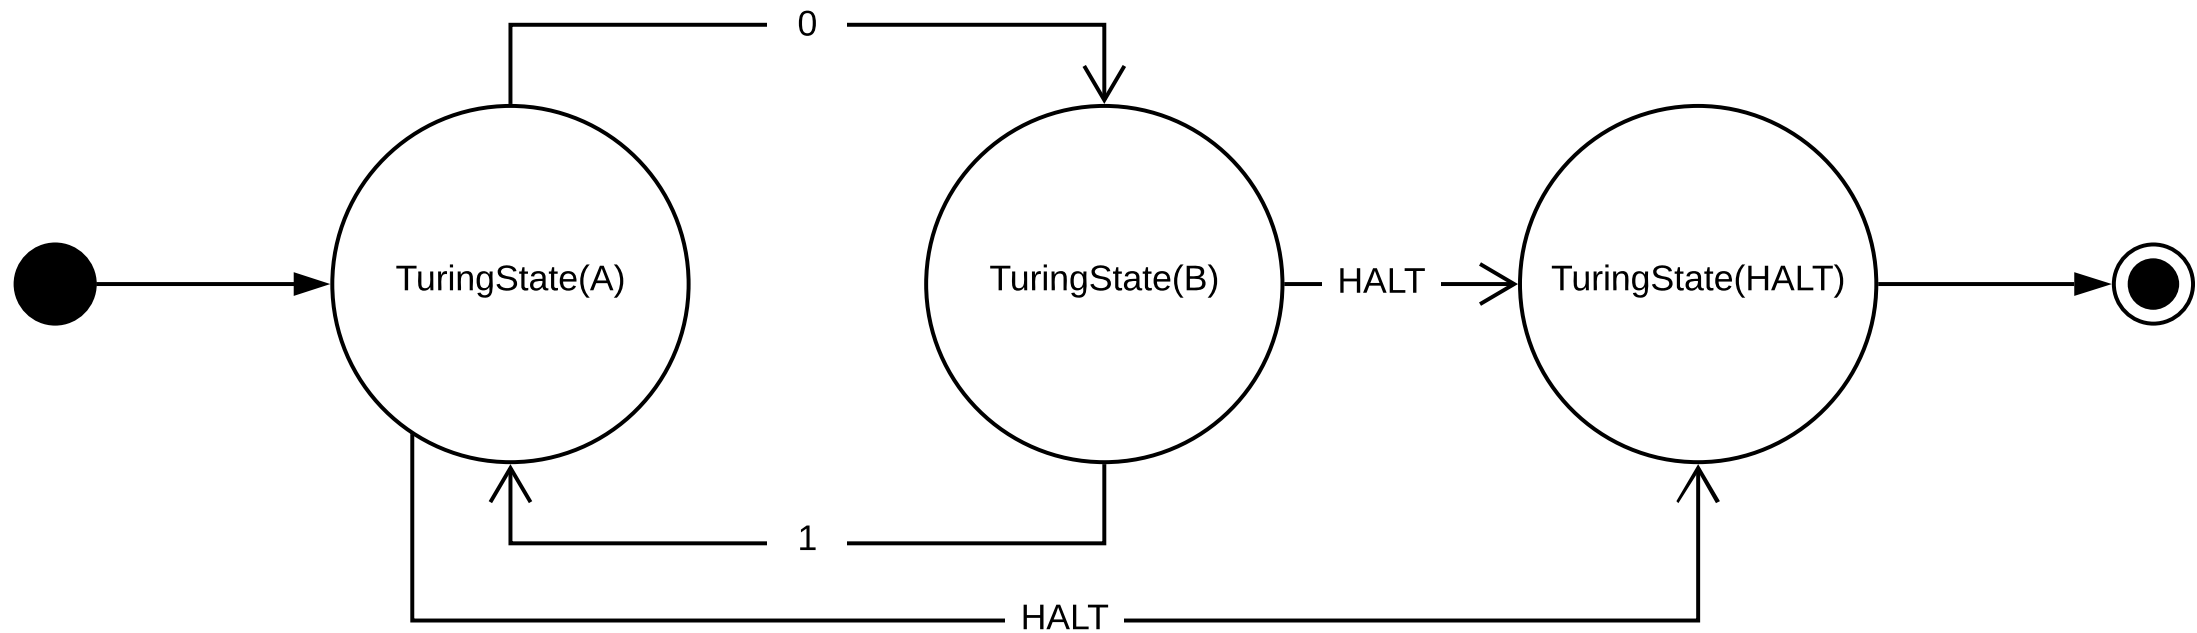 0
TuringState(A)
TuringState(B)
HALT
TuringState(HALT)
1
HALT